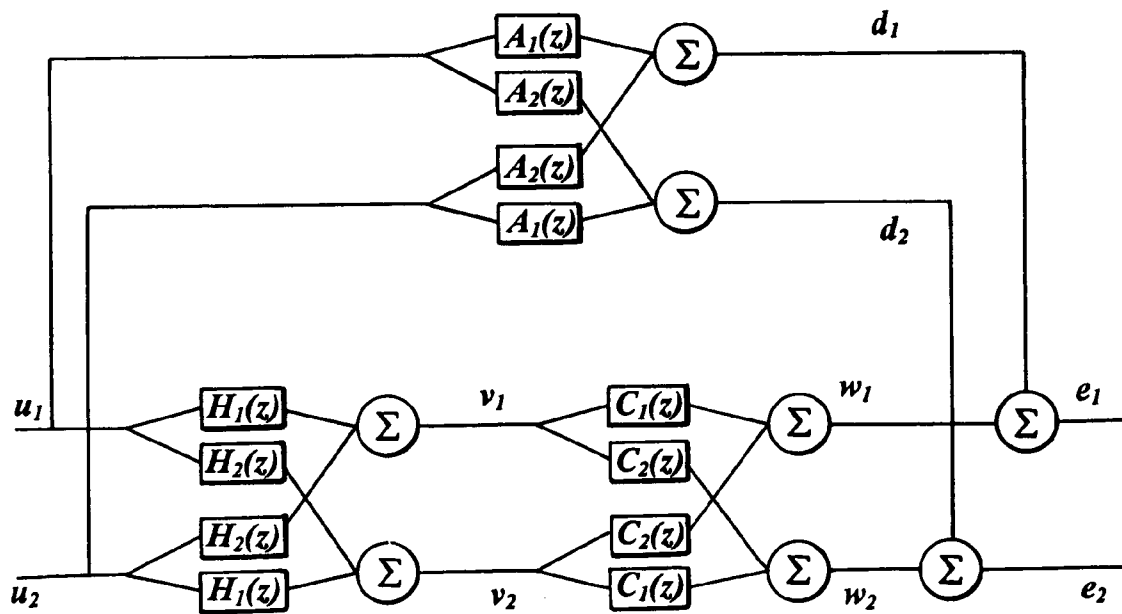 A₁(z) Σ d₁
A₂(z)
A₂(z) Σ
A₁(z) d₂
u₁ H₁(z) Σ v₁ C₁(z) Σ w₁ Σ e₁
H₂(z) C₂(z)
H₂(z) C₂(z)
u₂ H₁(z) Σ v₂ C₁(z) Σ w₂ Σ e₂